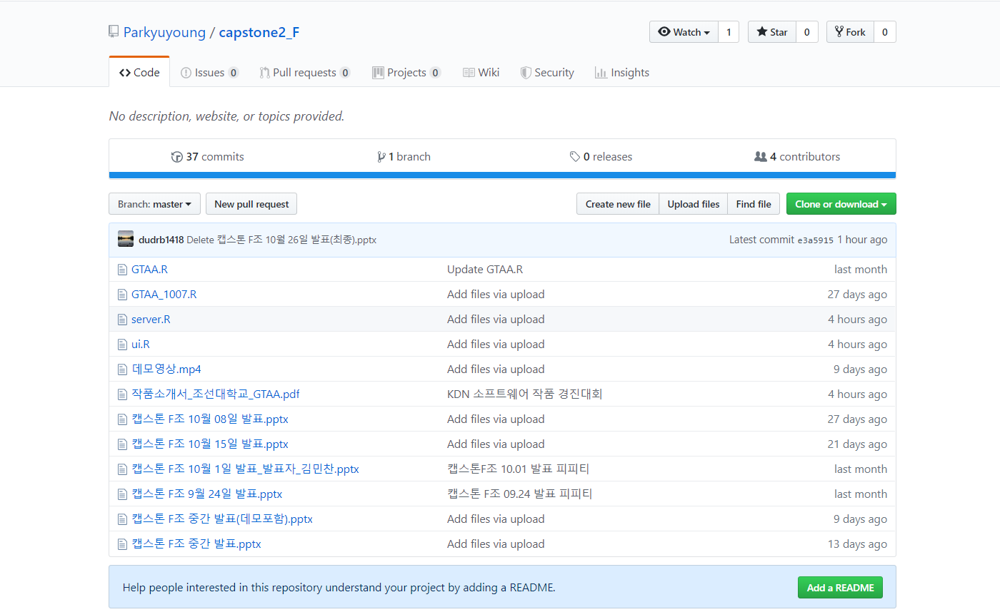 Parkyuyoung / capstone2_F
Watch 1 Star 0 Fork 0
Code Issues 0 Pull requests 0 Projects 0 Wiki Security Insights
No description, website, or topics provided.
37 commits 1 branch 0 releases 4 contributors
Branch: master New pull request Create new file Upload files Find file Clone or download
dudrb1418 Delete 캡스톤 F조 10월 26일 발표(최종).pptx Latest commit e3a5915 1 hour ago
GTAA.R Update GTAA.R last month
GTAA_1007.R Add files via upload 27 days ago
server.R Add files via upload 4 hours ago
ui.R Add files via upload 4 hours ago
데모영상.mp4 Add files via upload 9 days ago
작품소개서_조선대학교_GTAA.pdf KDN 소프트웨어 작품 경진대회 4 hours ago
캡스톤 F조 10월 08일 발표.pptx Add files via upload 27 days ago
캡스톤 F조 10월 15일 발표.pptx Add files via upload 21 days ago
캡스톤 F조 10월 1일 발표_발표자_김민찬.pptx 캡스톤F조 10.01 발표 피피티 last month
캡스톤 F조 9월 24일 발표.pptx 캡스톤 F조 09.24 발표 피피티 last month
캡스톤 F조 중간 발표(데모포함).pptx Add files via upload 9 days ago
캡스톤 F조 중간 발표.pptx Add files via upload 13 days ago
Help people interested in this repository understand your project by adding a README. Add a README